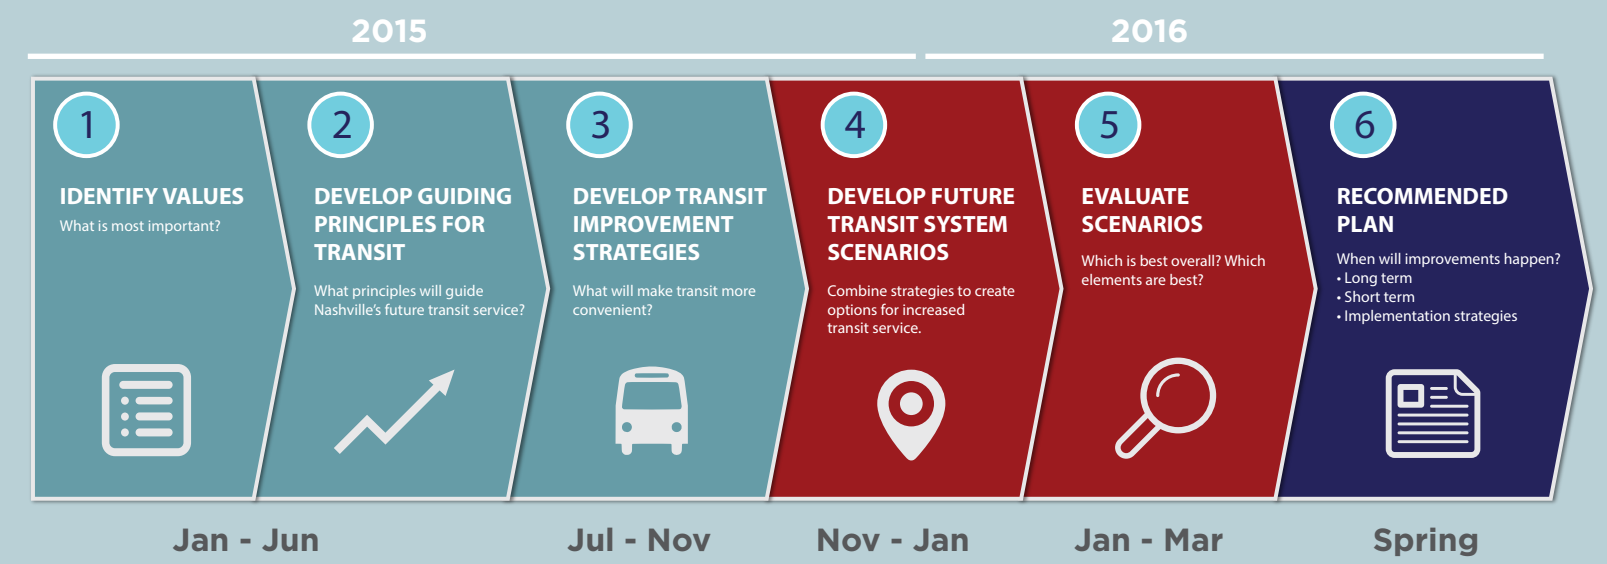 2015
2016
1
IDENTIFY VALUES
What is most important?
2
DEVELOP GUIDING
PRINCIPLES FOR
TRANSIT
What principles will guide
Nashville's future transit service?
3
DEVELOP TRANSIT
IMPROVEMENT
STRATEGIES
What will make transit more
convenient?
4
DEVELOP FUTURE
TRANSIT SYSTEM
SCENARIOS
Combine strategies to create
options for increased
transit service.
5
EVALUATE
SCENARIOS
Which is best overall? Which
elements are best?
6
RECOMMENDED
PLAN
When will improvements happen?
• Long term
• Short term
• Implementation strategies
Jan - Jun
Jul - Nov
Nov - Jan
Jan - Mar
Spring